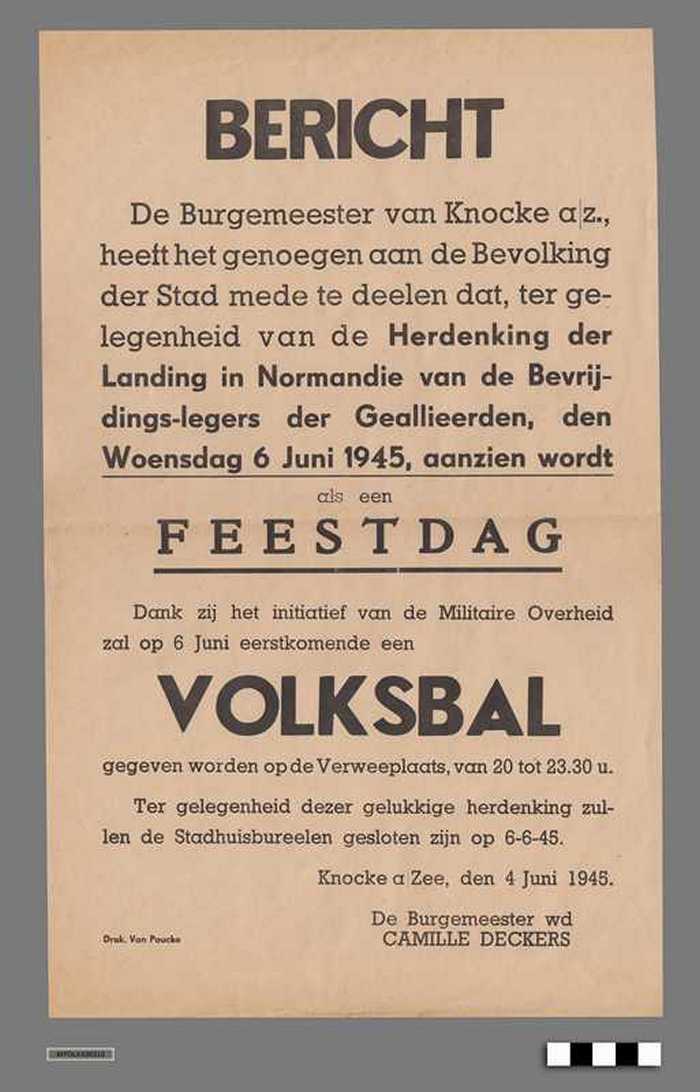 BERICHT
De Burgemeester van Knocke a|z.,
heeft het genoegen aan de Bevolking
der Stad mede te deelen dat, ter ge-
legenheid van de Herdenking der
Landing in Normandie van de Bevrij-
dings-legers der Geallieerden, den
Woensdag 6 Juni 1945, aanzien wordt
als een
FEESTDAG
Dank zij het initiatief van de Militaire Overheid
zal op 6 Juni eerstkomende een
VOLKSBAL
gegeven worden op de Verweeplaats, van 20 tot 23.30 u.
Ter gelegenheid dezer gelukkige herdenking zul-
len de Stadhuisbureelen gesloten zijn op 6-6-45.
Knocke a Zee, den 4 Juni 1945.
De Burgemeester wd
CAMILLE DECKERS
Druk. Van Poucke